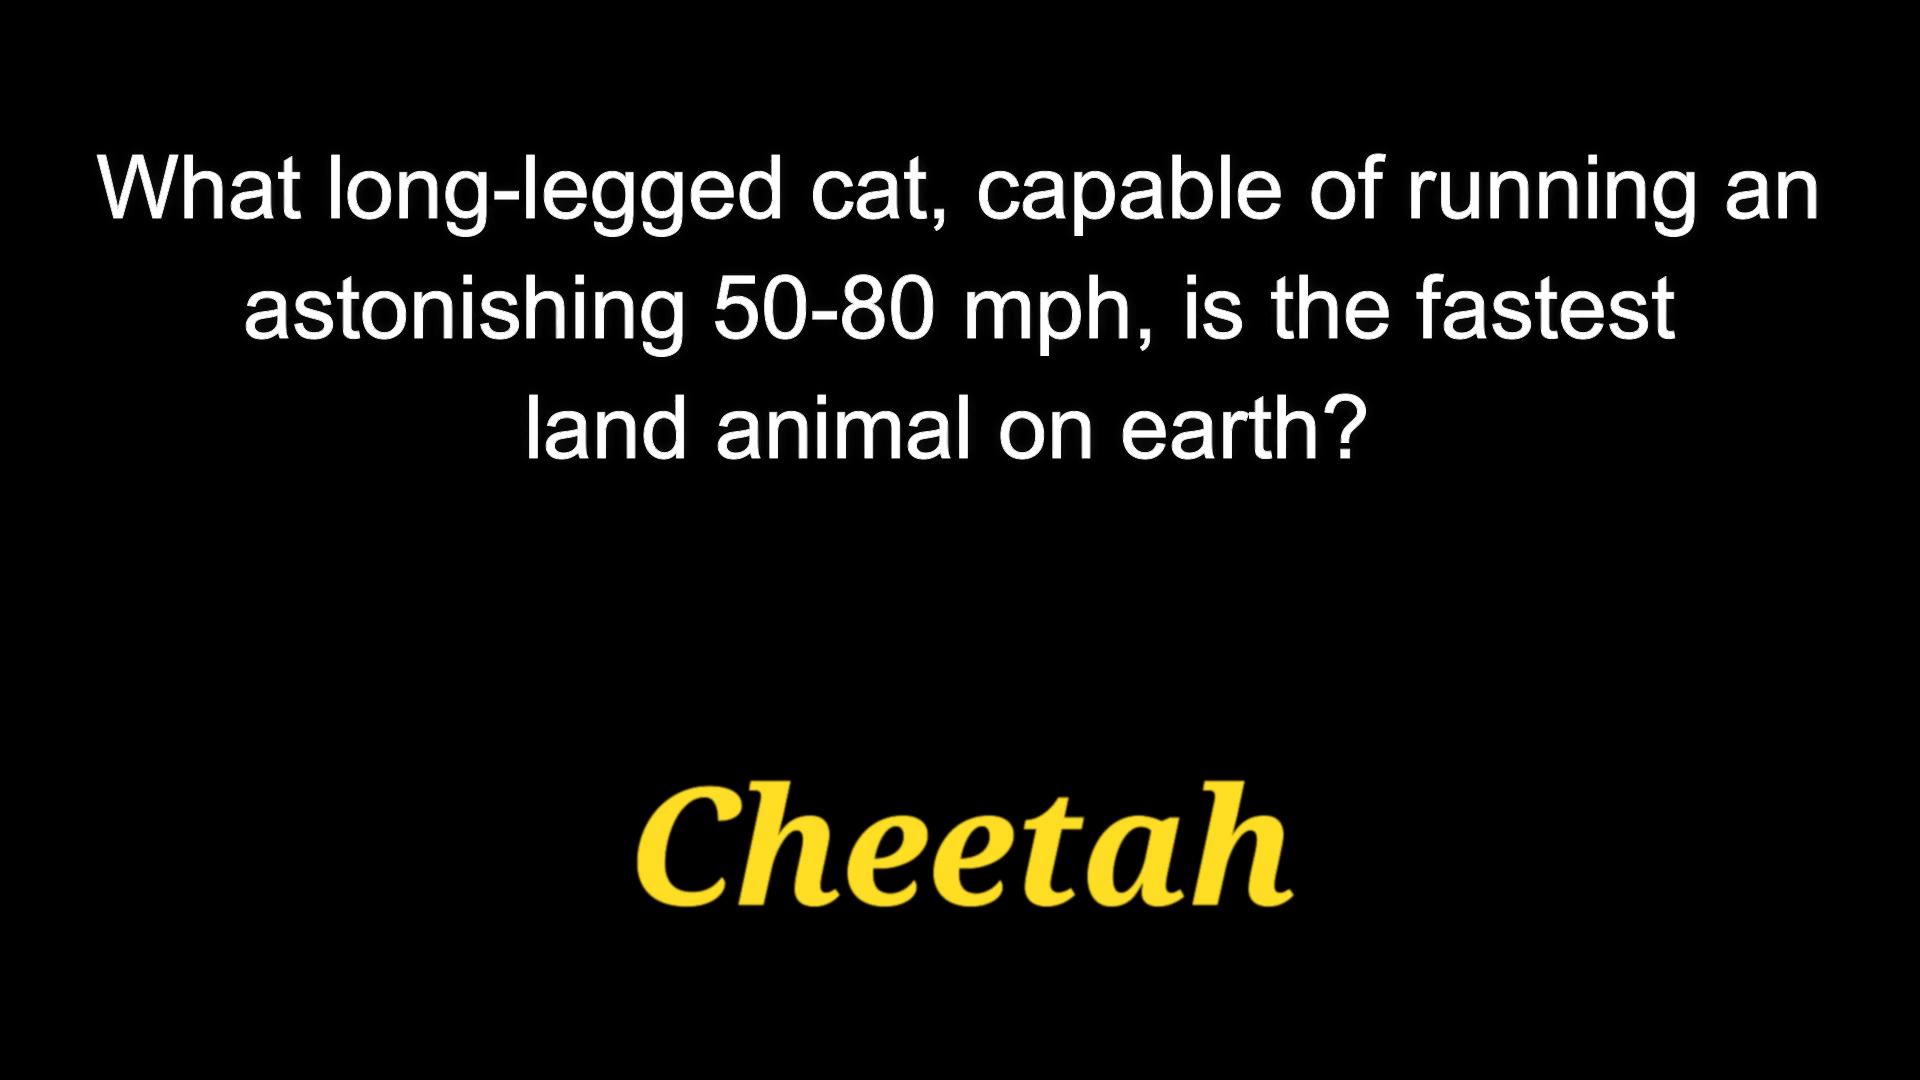 What long-legged cat, capable of running an
astonishing 50-80 mph, is the fastest
land animal on earth?
Cheetah